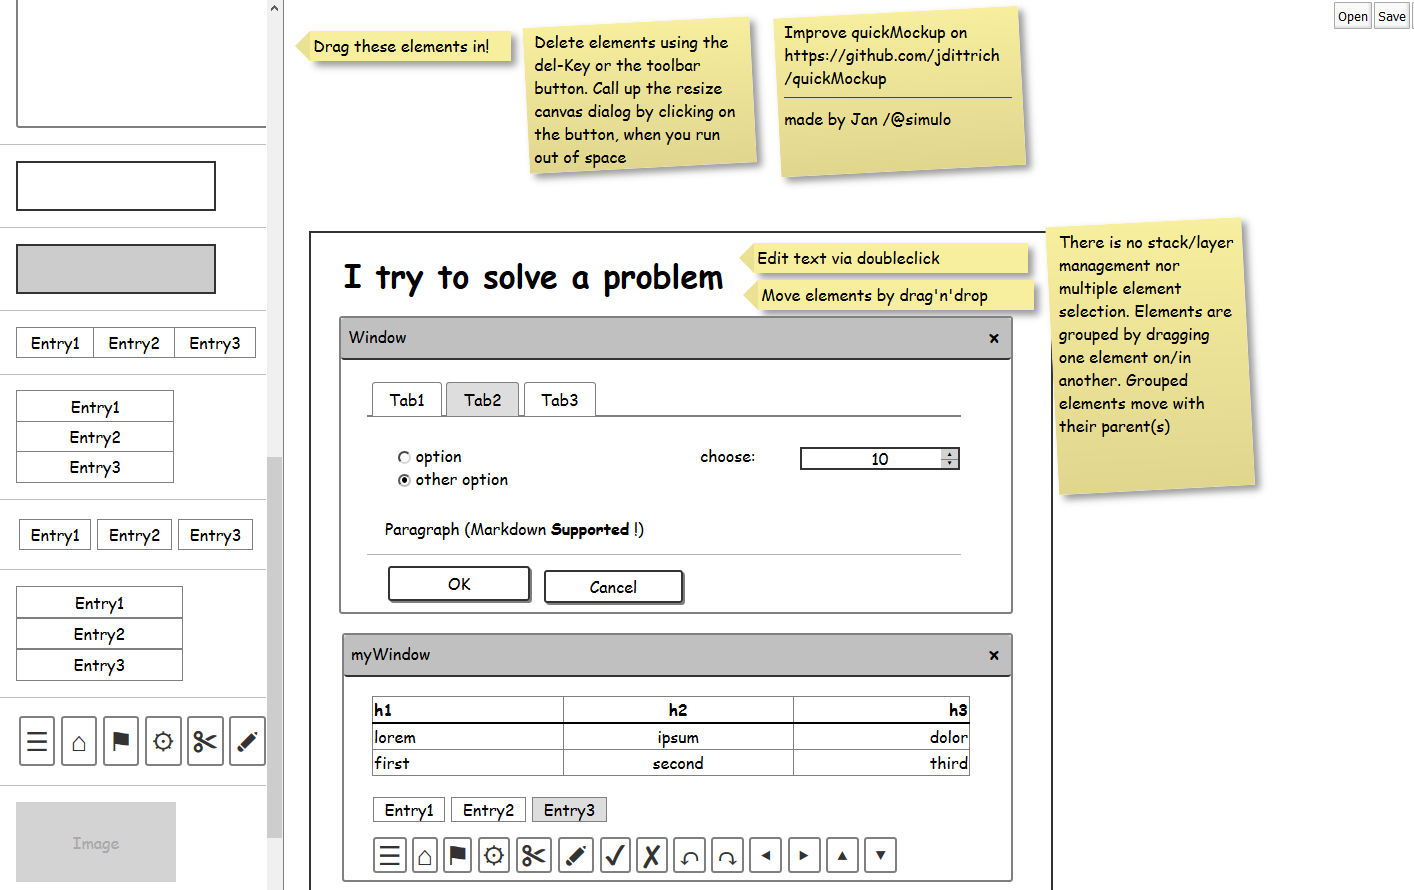 Open Save
Drag these elements in!
Delete elements using the
del-Key or the toolbar
button. Call up the resize
canvas dialog by clicking on
the button, when you run
out of space
Improve quickMockup on
https://github.com/jdittrich
/quickMockup
made by Jan /@simulo
Entry1 Entry2 Entry3
Entry1
Entry2
Entry3
Entry1 Entry2 Entry3
Entry1
Entry2
Entry3
Image
I try to solve a problem
Edit text via doubleclick
Move elements by drag'n'drop
There is no stack/layer
management nor
multiple element
selection. Elements are
grouped by dragging
one element on/in
another. Grouped
elements move with
their parent(s)
Window x
Tab1 Tab2 Tab3
option
other option
choose: 10
Paragraph (Markdown Supported !)
OK Cancel
myWindow x
h1 h2 h3
lorem ipsum dolor
first second third
Entry1 Entry2 Entry3